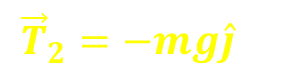 T⃗₂ = −mgĵ